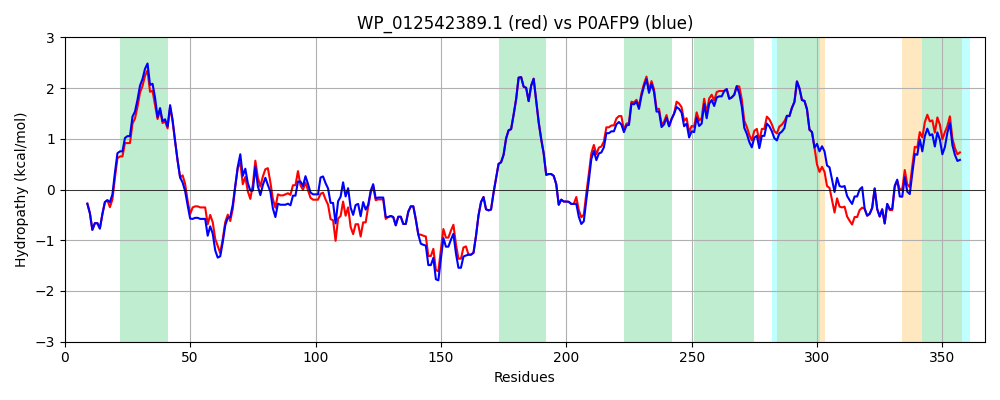 WP_012542389.1 (red) vs P0AFP9 (blue)
Hydropathy (kcal/mol)
3
2
1
0
−1
−2
−3
0 50 100 150 200 250 300 350
Residues